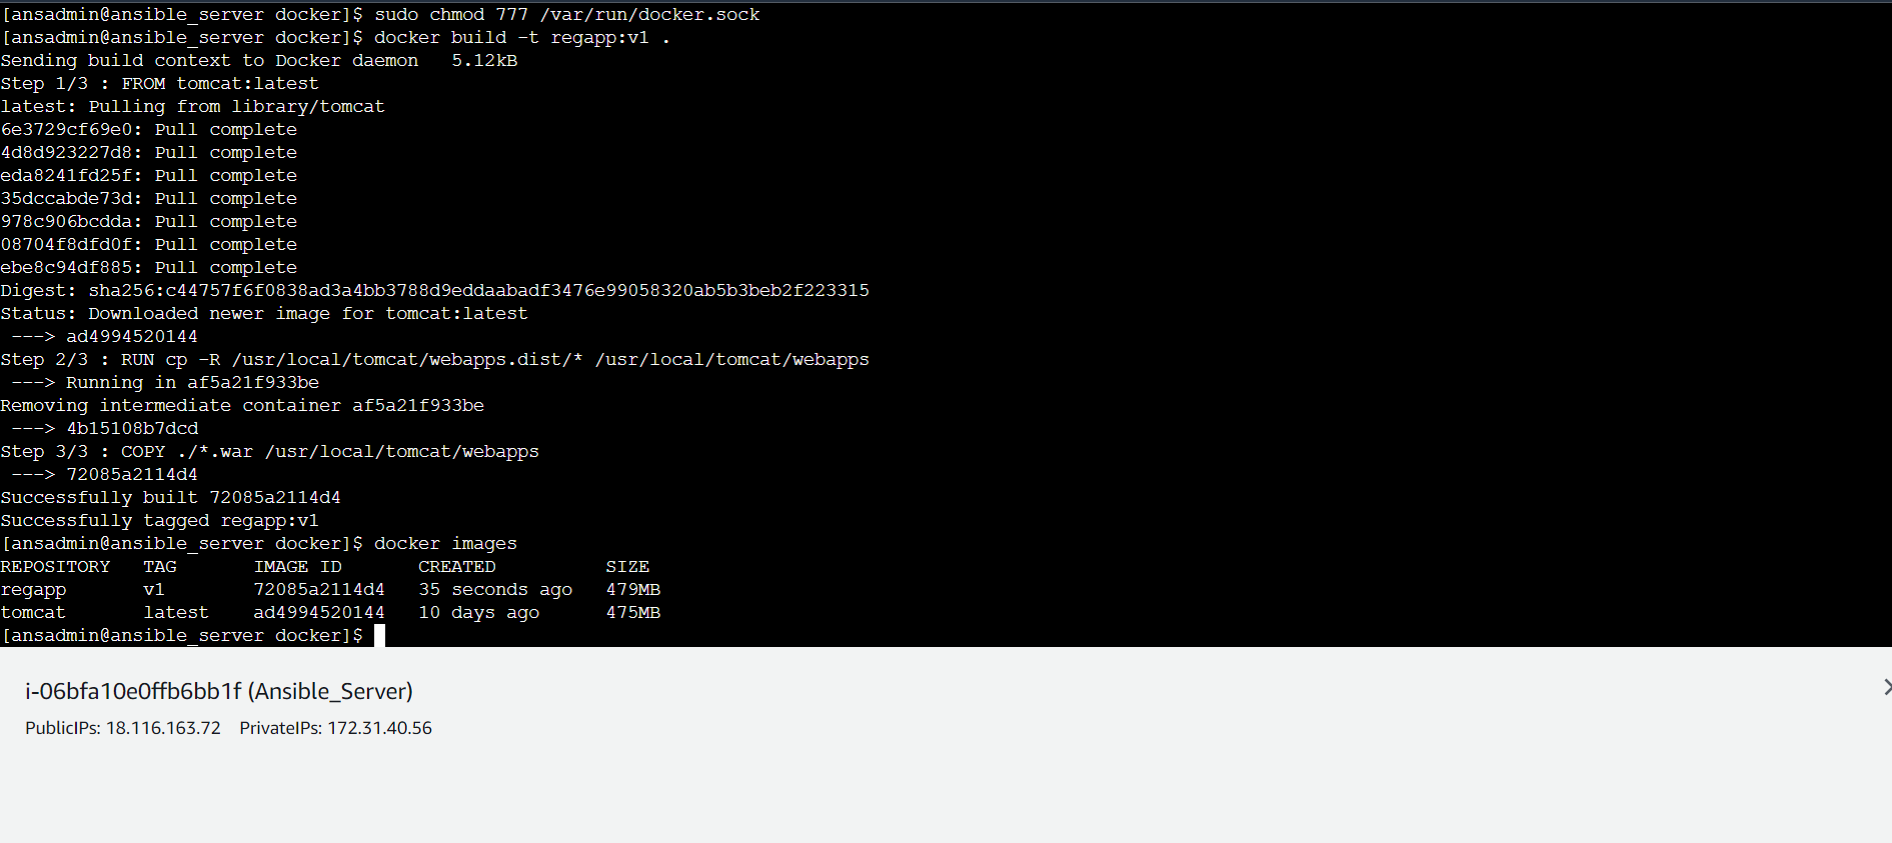 [ansadmin@ansible_server docker]$ sudo chmod 777 /var/run/docker.sock
[ansadmin@ansible_server docker]$ docker build -t regapp:v1 .
Sending build context to Docker daemon   5.12kB
Step 1/3 : FROM tomcat:latest
latest: Pulling from library/tomcat
6e3729cf69e0: Pull complete
4d8d923227d8: Pull complete
eda8241fd25f: Pull complete
35dccabde73d: Pull complete
978c906bcdda: Pull complete
08704f8dfd0f: Pull complete
ebe8c94df885: Pull complete
Digest: sha256:c44757f6f0838ad3a4bb3788d9eddaabadf3476e99058320ab5b3beb2f223315
Status: Downloaded newer image for tomcat:latest
 ---> ad4994520144
Step 2/3 : RUN cp -R /usr/local/tomcat/webapps.dist/* /usr/local/tomcat/webapps
 ---> Running in af5a21f933be
Removing intermediate container af5a21f933be
 ---> 4b15108b7dcd
Step 3/3 : COPY ./*.war /usr/local/tomcat/webapps
 ---> 72085a2114d4
Successfully built 72085a2114d4
Successfully tagged regapp:v1
[ansadmin@ansible_server docker]$ docker images
REPOSITORY   TAG       IMAGE ID       CREATED          SIZE
regapp       v1        72085a2114d4   35 seconds ago   479MB
tomcat       latest    ad4994520144   10 days ago      475MB
[ansadmin@ansible_server docker]$
i-06bfa10e0ffb6bb1f (Ansible_Server)
PublicIPs: 18.116.163.72   PrivateIPs: 172.31.40.56